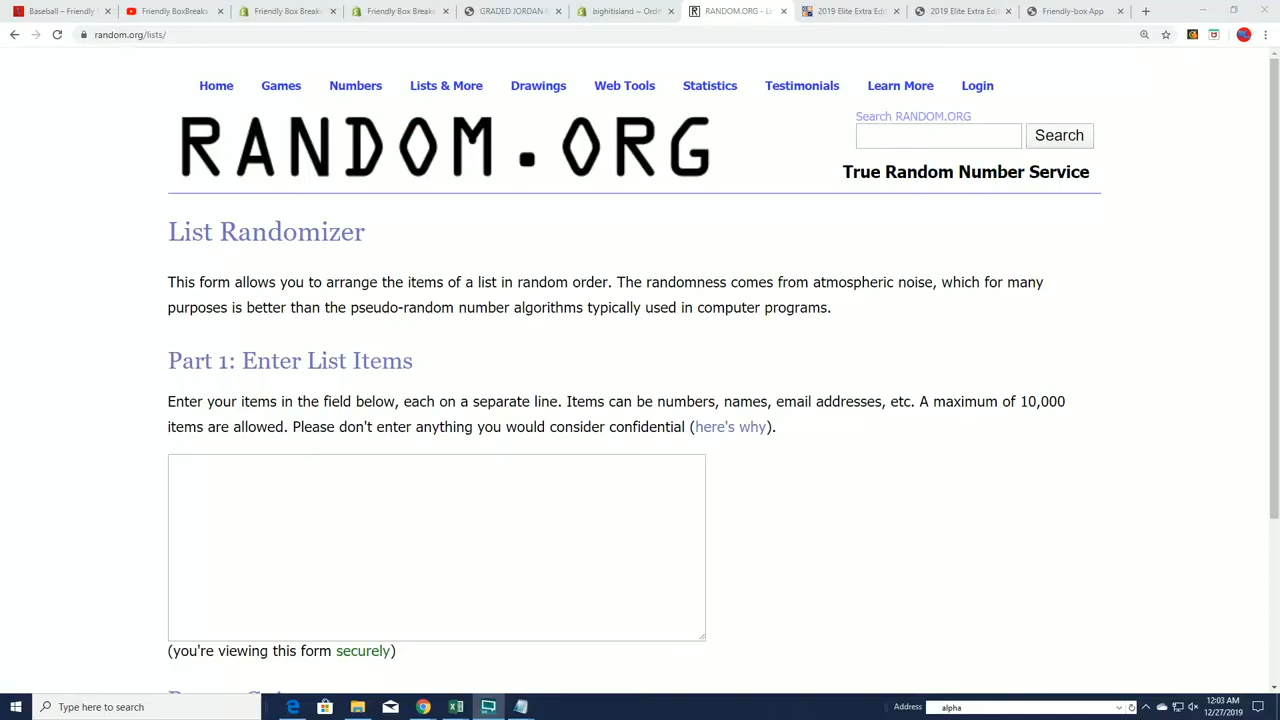 Baseball – Friendly
Friendly BoxBreaks
Friendly Box Breaks
Friendly Box Breaks
GRADED JORDAN
bighitisland ~ Orde
RANDOM.ORG - Li
2019 Elite Extra Edi
2019 Elite Extra Edi
Friendly-box App
random.org/lists/
Home Games Numbers Lists & More Drawings Web Tools Statistics Testimonials Learn More Login
RANDOM.ORG
Search RANDOM.ORG
Search
True Random Number Service
List Randomizer
This form allows you to arrange the items of a list in random order. The randomness comes from atmospheric noise, which for many
purposes is better than the pseudo-random number algorithms typically used in computer programs.
Part 1: Enter List Items
Enter your items in the field below, each on a separate line. Items can be numbers, names, email addresses, etc. A maximum of 10,000
items are allowed. Please don't enter anything you would consider confidential (here's why).
(you're viewing this form securely)
Type here to search
Address
alpha
12:03 AM
12/27/2019